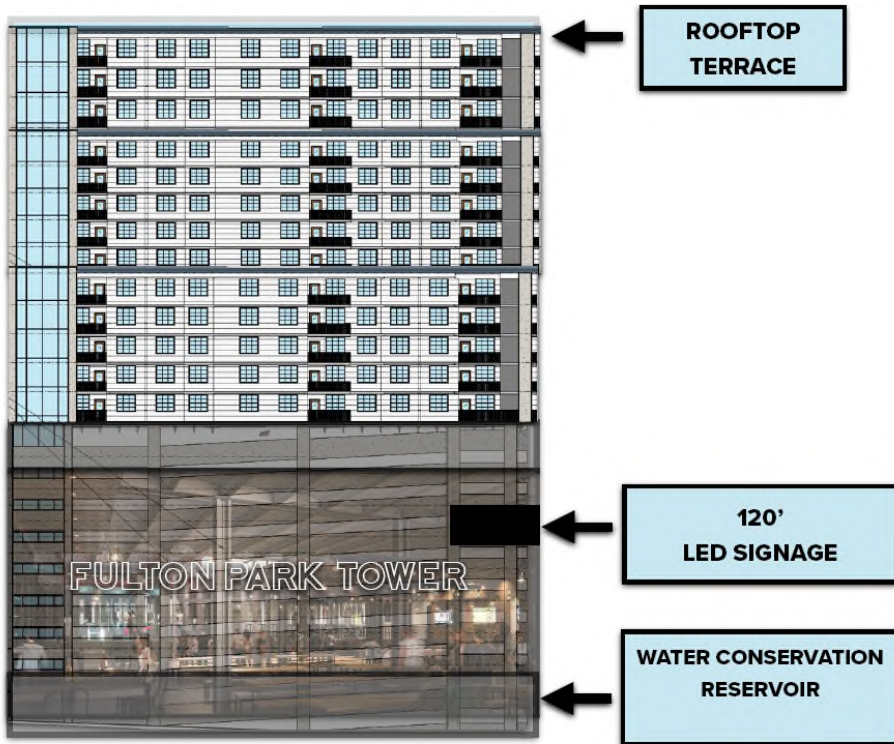 ROOFTOP
TERRACE
120'
LED SIGNAGE
FULTON PARK TOWER
WATER CONSERVATION
RESERVOIR